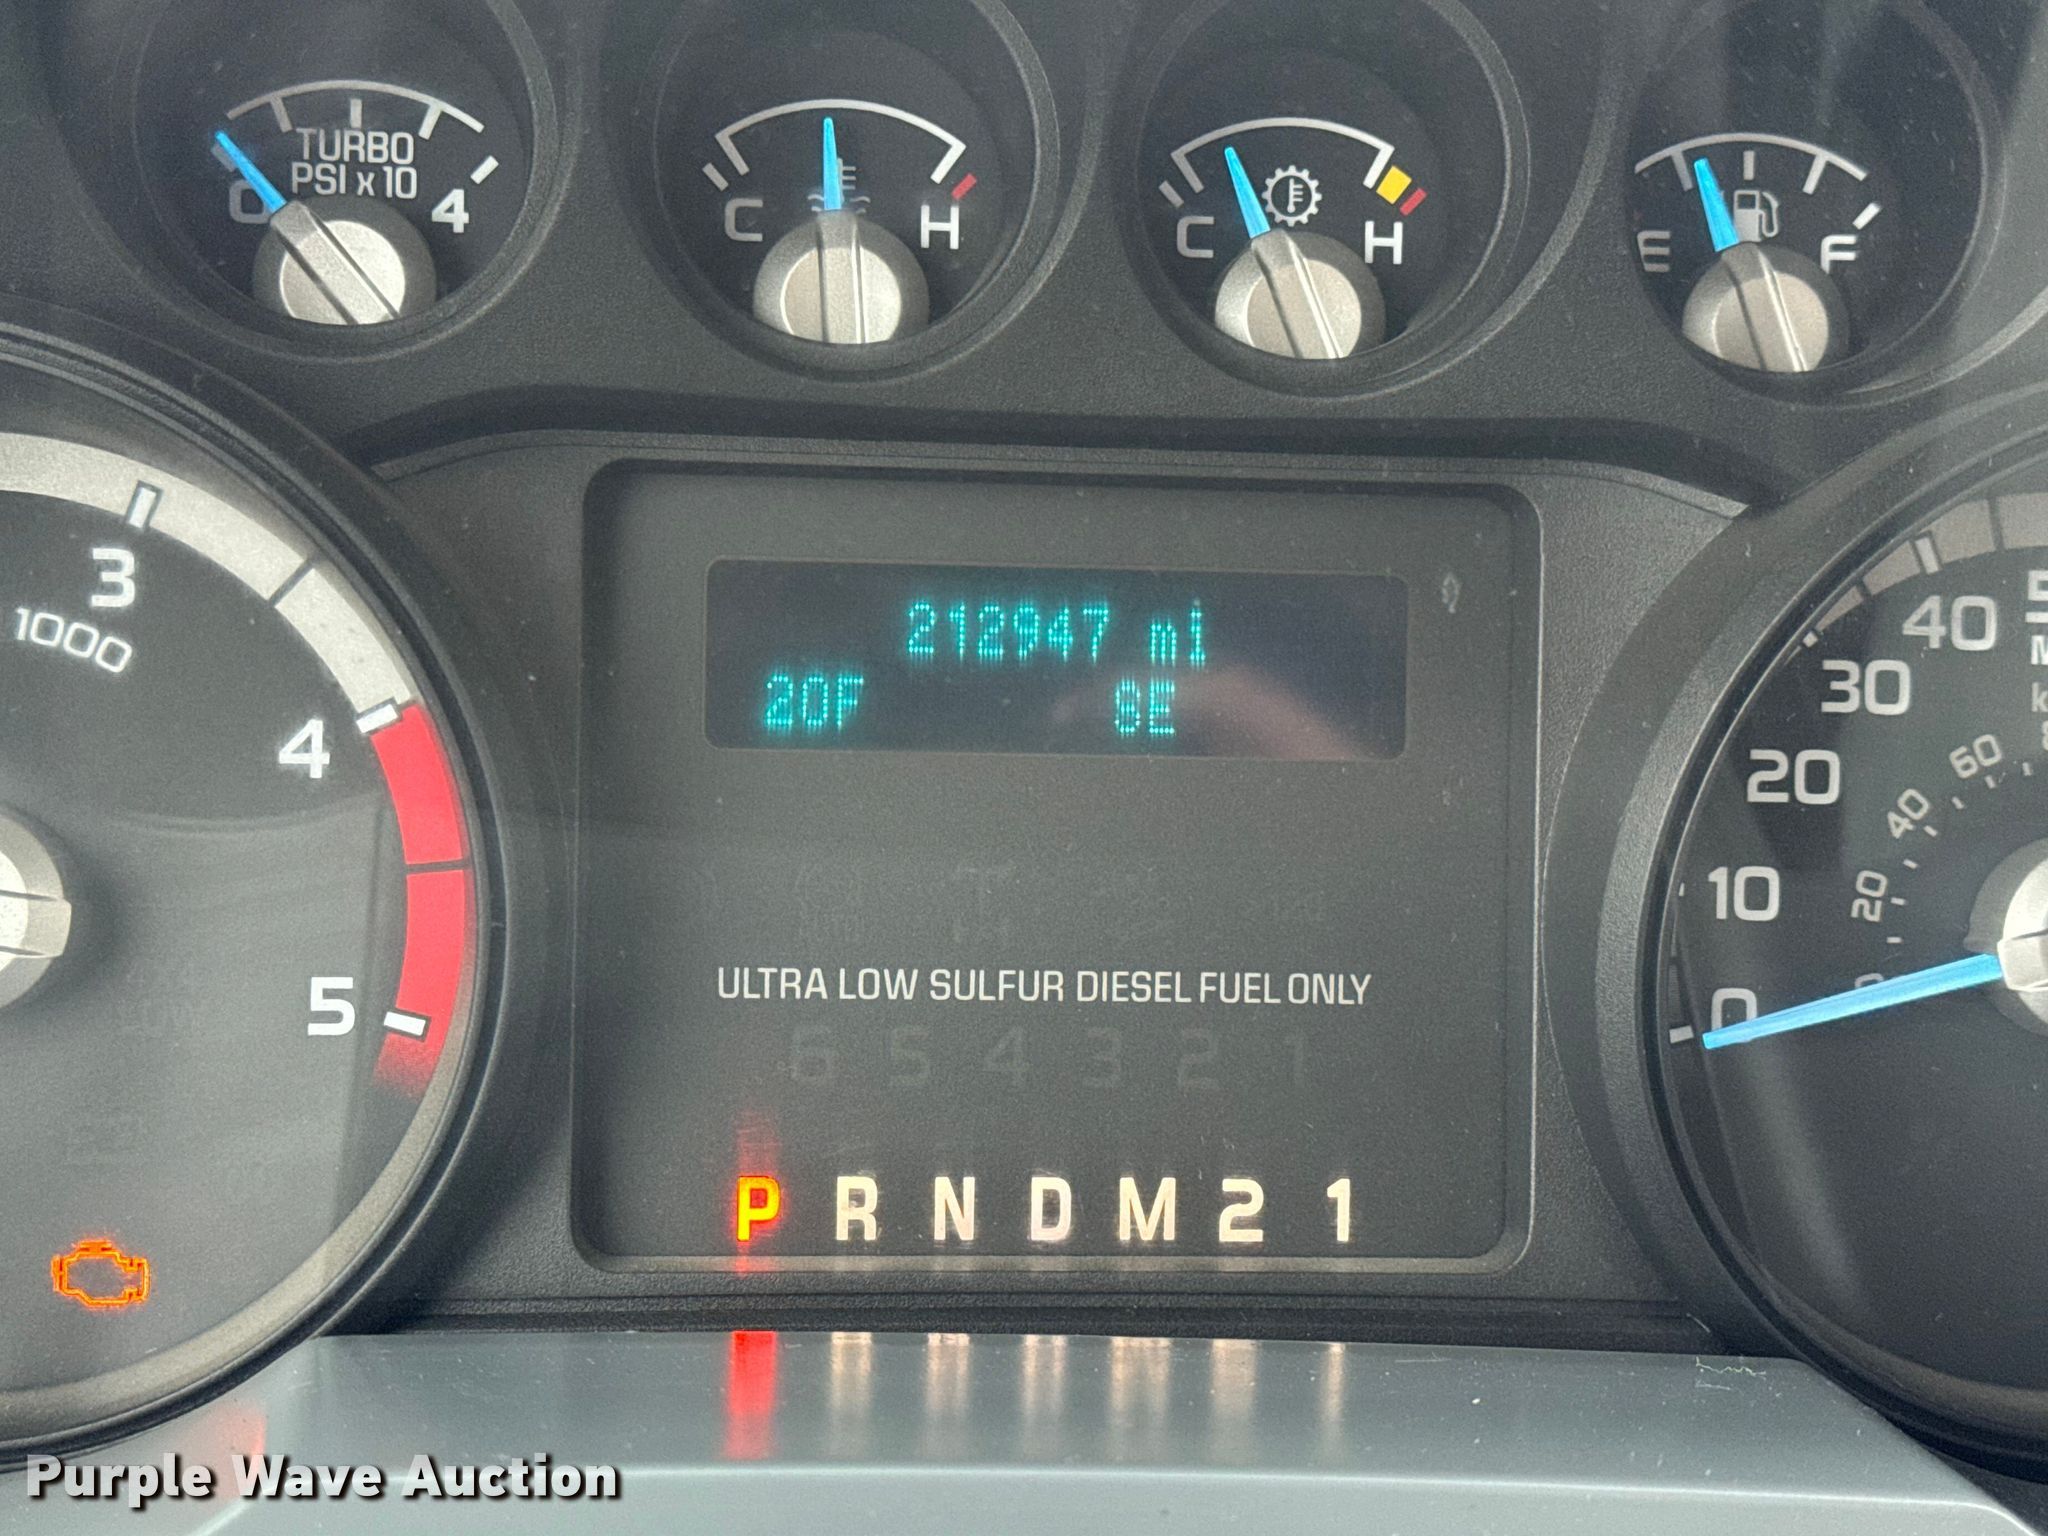 TURBO
PSI x 10
0 4
C H
C H
E F
3
1000
4
5
212947 mi
20F SE
40
30
20
10
0
60
40
20
ULTRA LOW SULFUR DIESEL FUEL ONLY
6 5 4 3 2 1
P R N D M 2 1
Purple Wave Auction